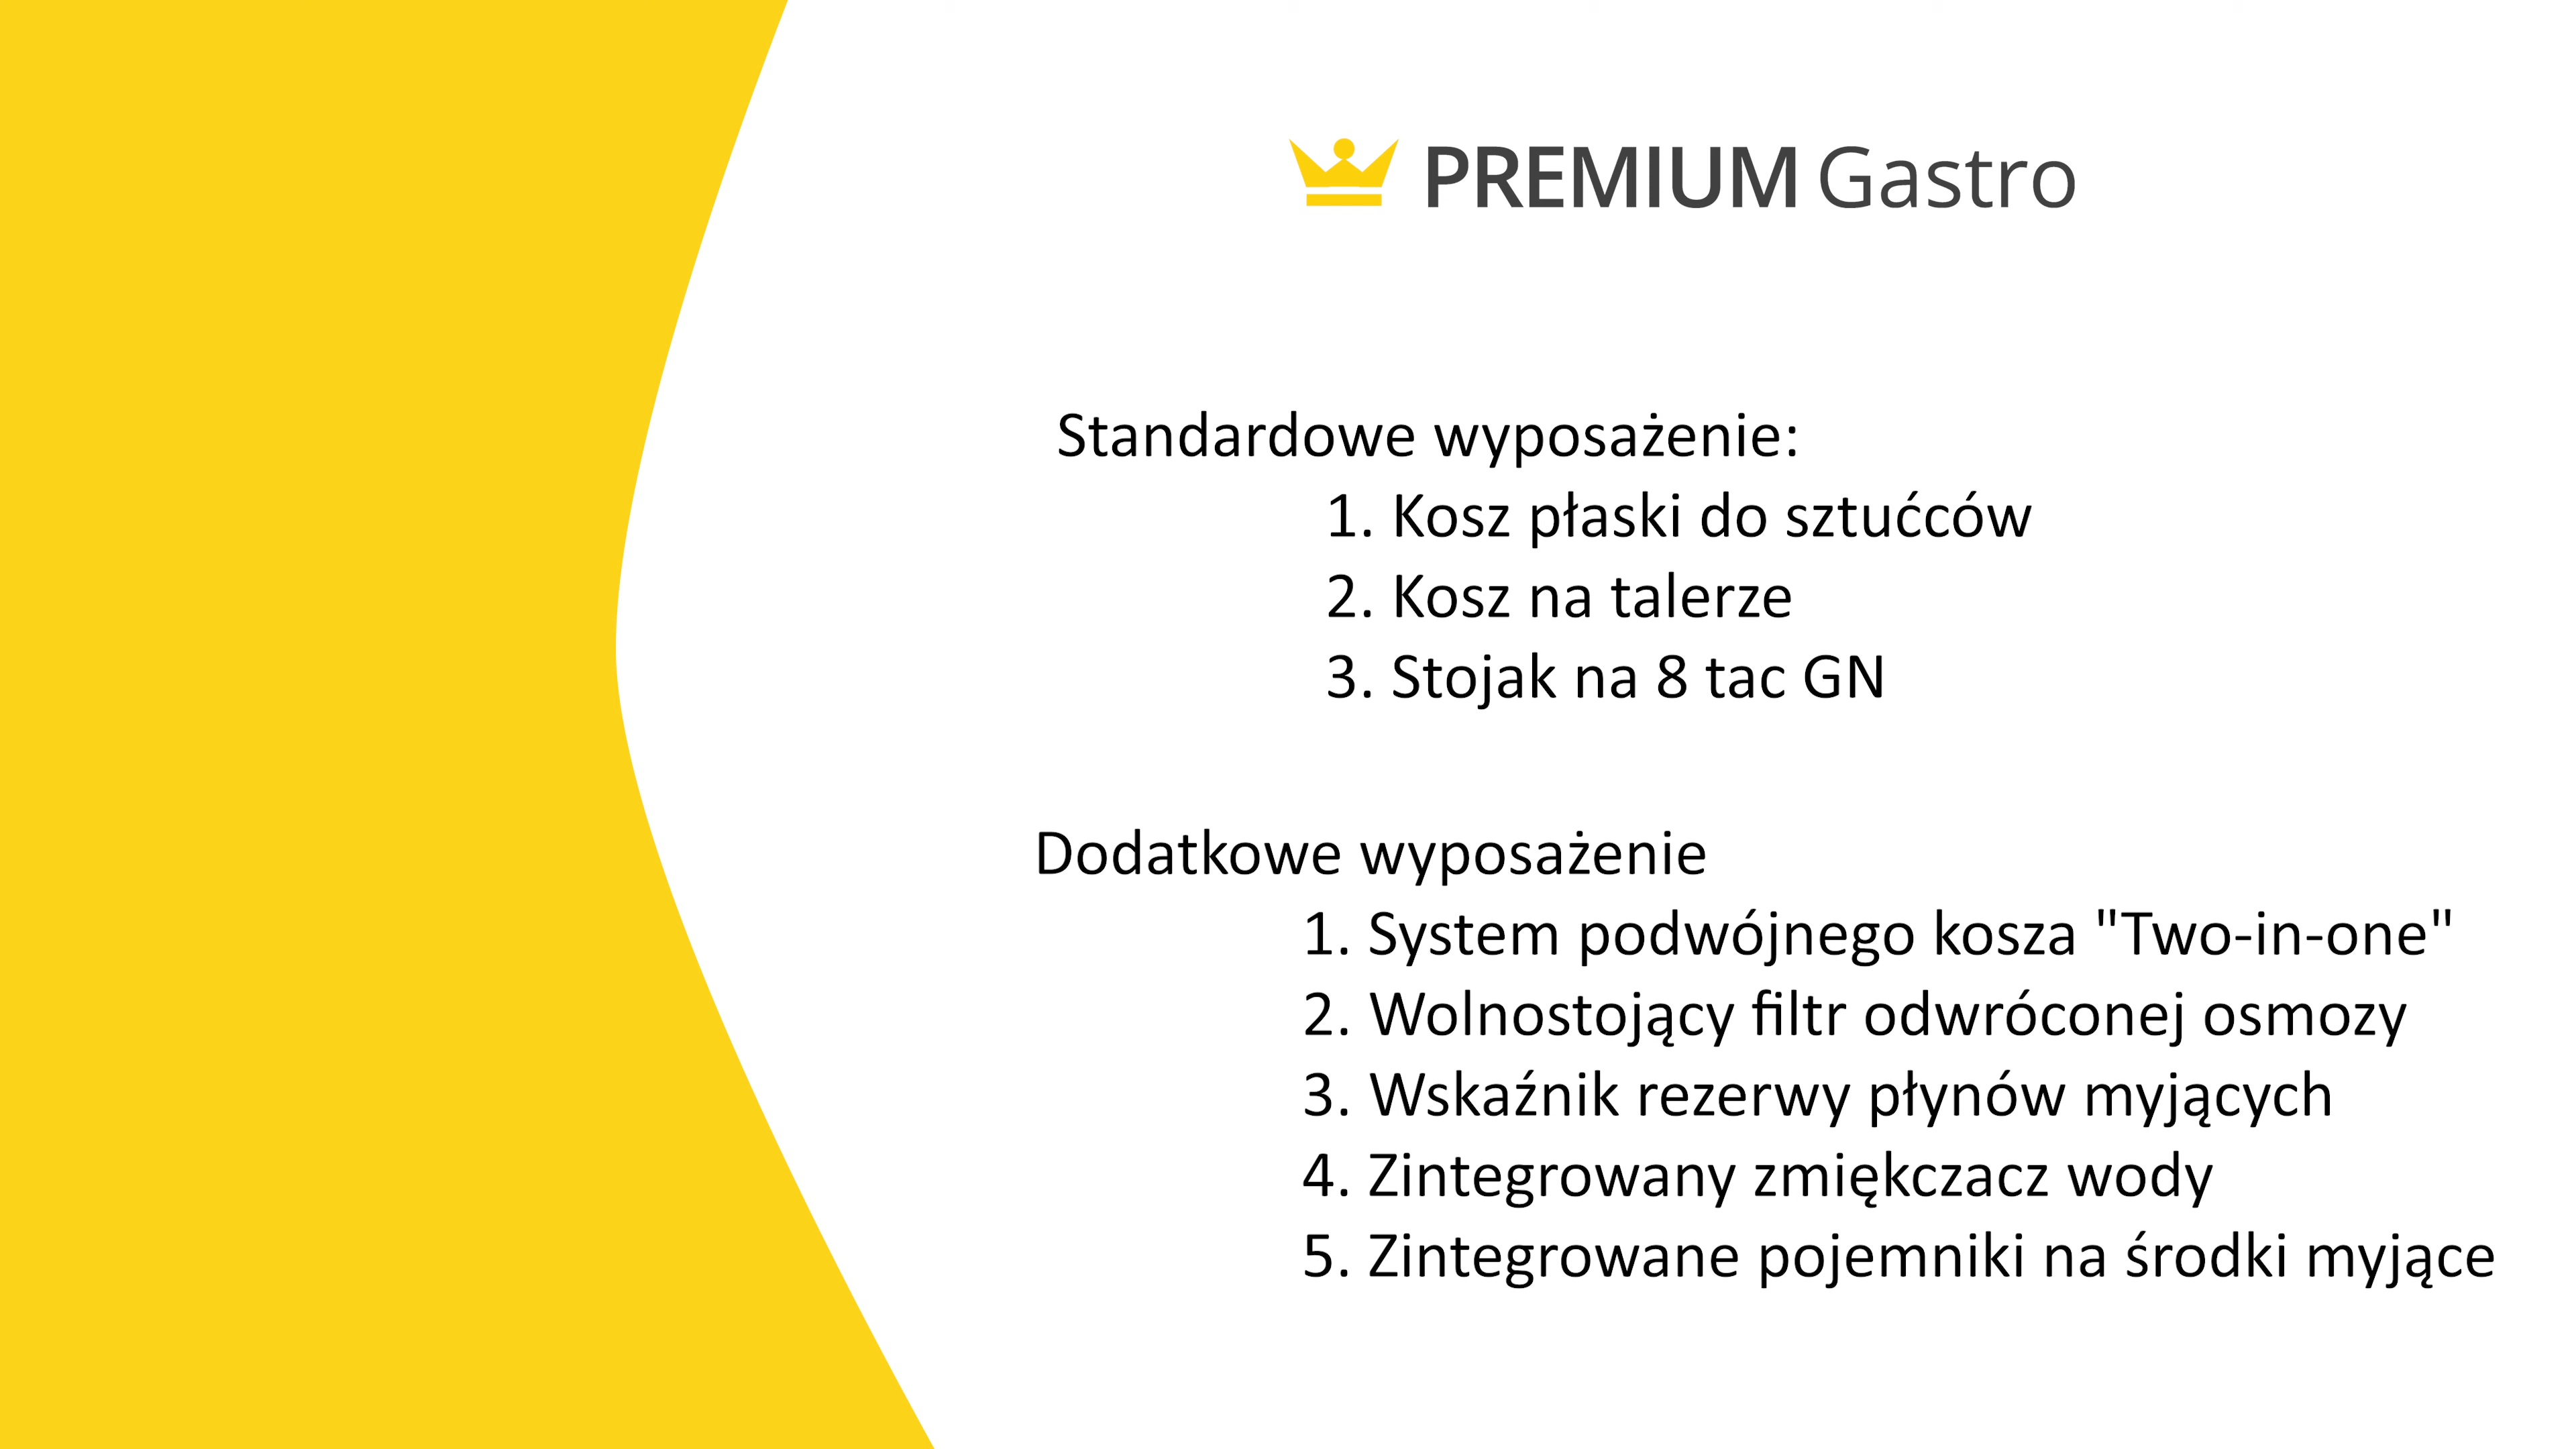 PREMIUM Gastro
Standardowe wyposażenie:
1. Kosz płaski do sztućców
2. Kosz na talerze
3. Stojak na 8 tac GN
Dodatkowe wyposażenie
1. System podwójnego kosza "Two-in-one"
2. Wolnostojący filtr odwróconej osmozy
3. Wskaźnik rezerwy płynów myjących
4. Zintegrowany zmiękczacz wody
5. Zintegrowane pojemniki na środki myjące